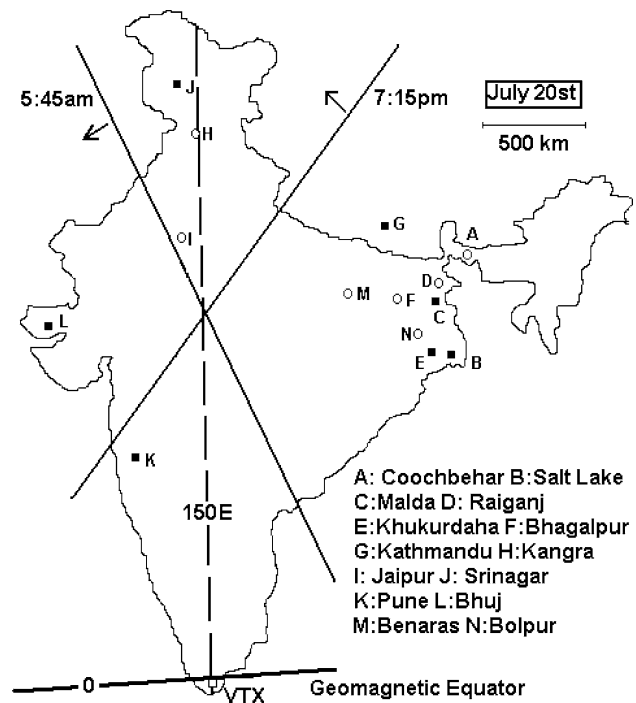 July 20st
500 km
5:45am
7:15pm
J
H
G
A
I
D
M
F
C
L
N
E
B
K
150E
A: Coochbehar B:Salt Lake
C:Malda D: Raiganj
E:Khukurdaha F:Bhagalpur
G:Kathmandu H:Kangra
I: Jaipur J: Srinagar
K:Pune L:Bhuj
M:Benaras N:Bolpur
0
VTX
Geomagnetic Equator